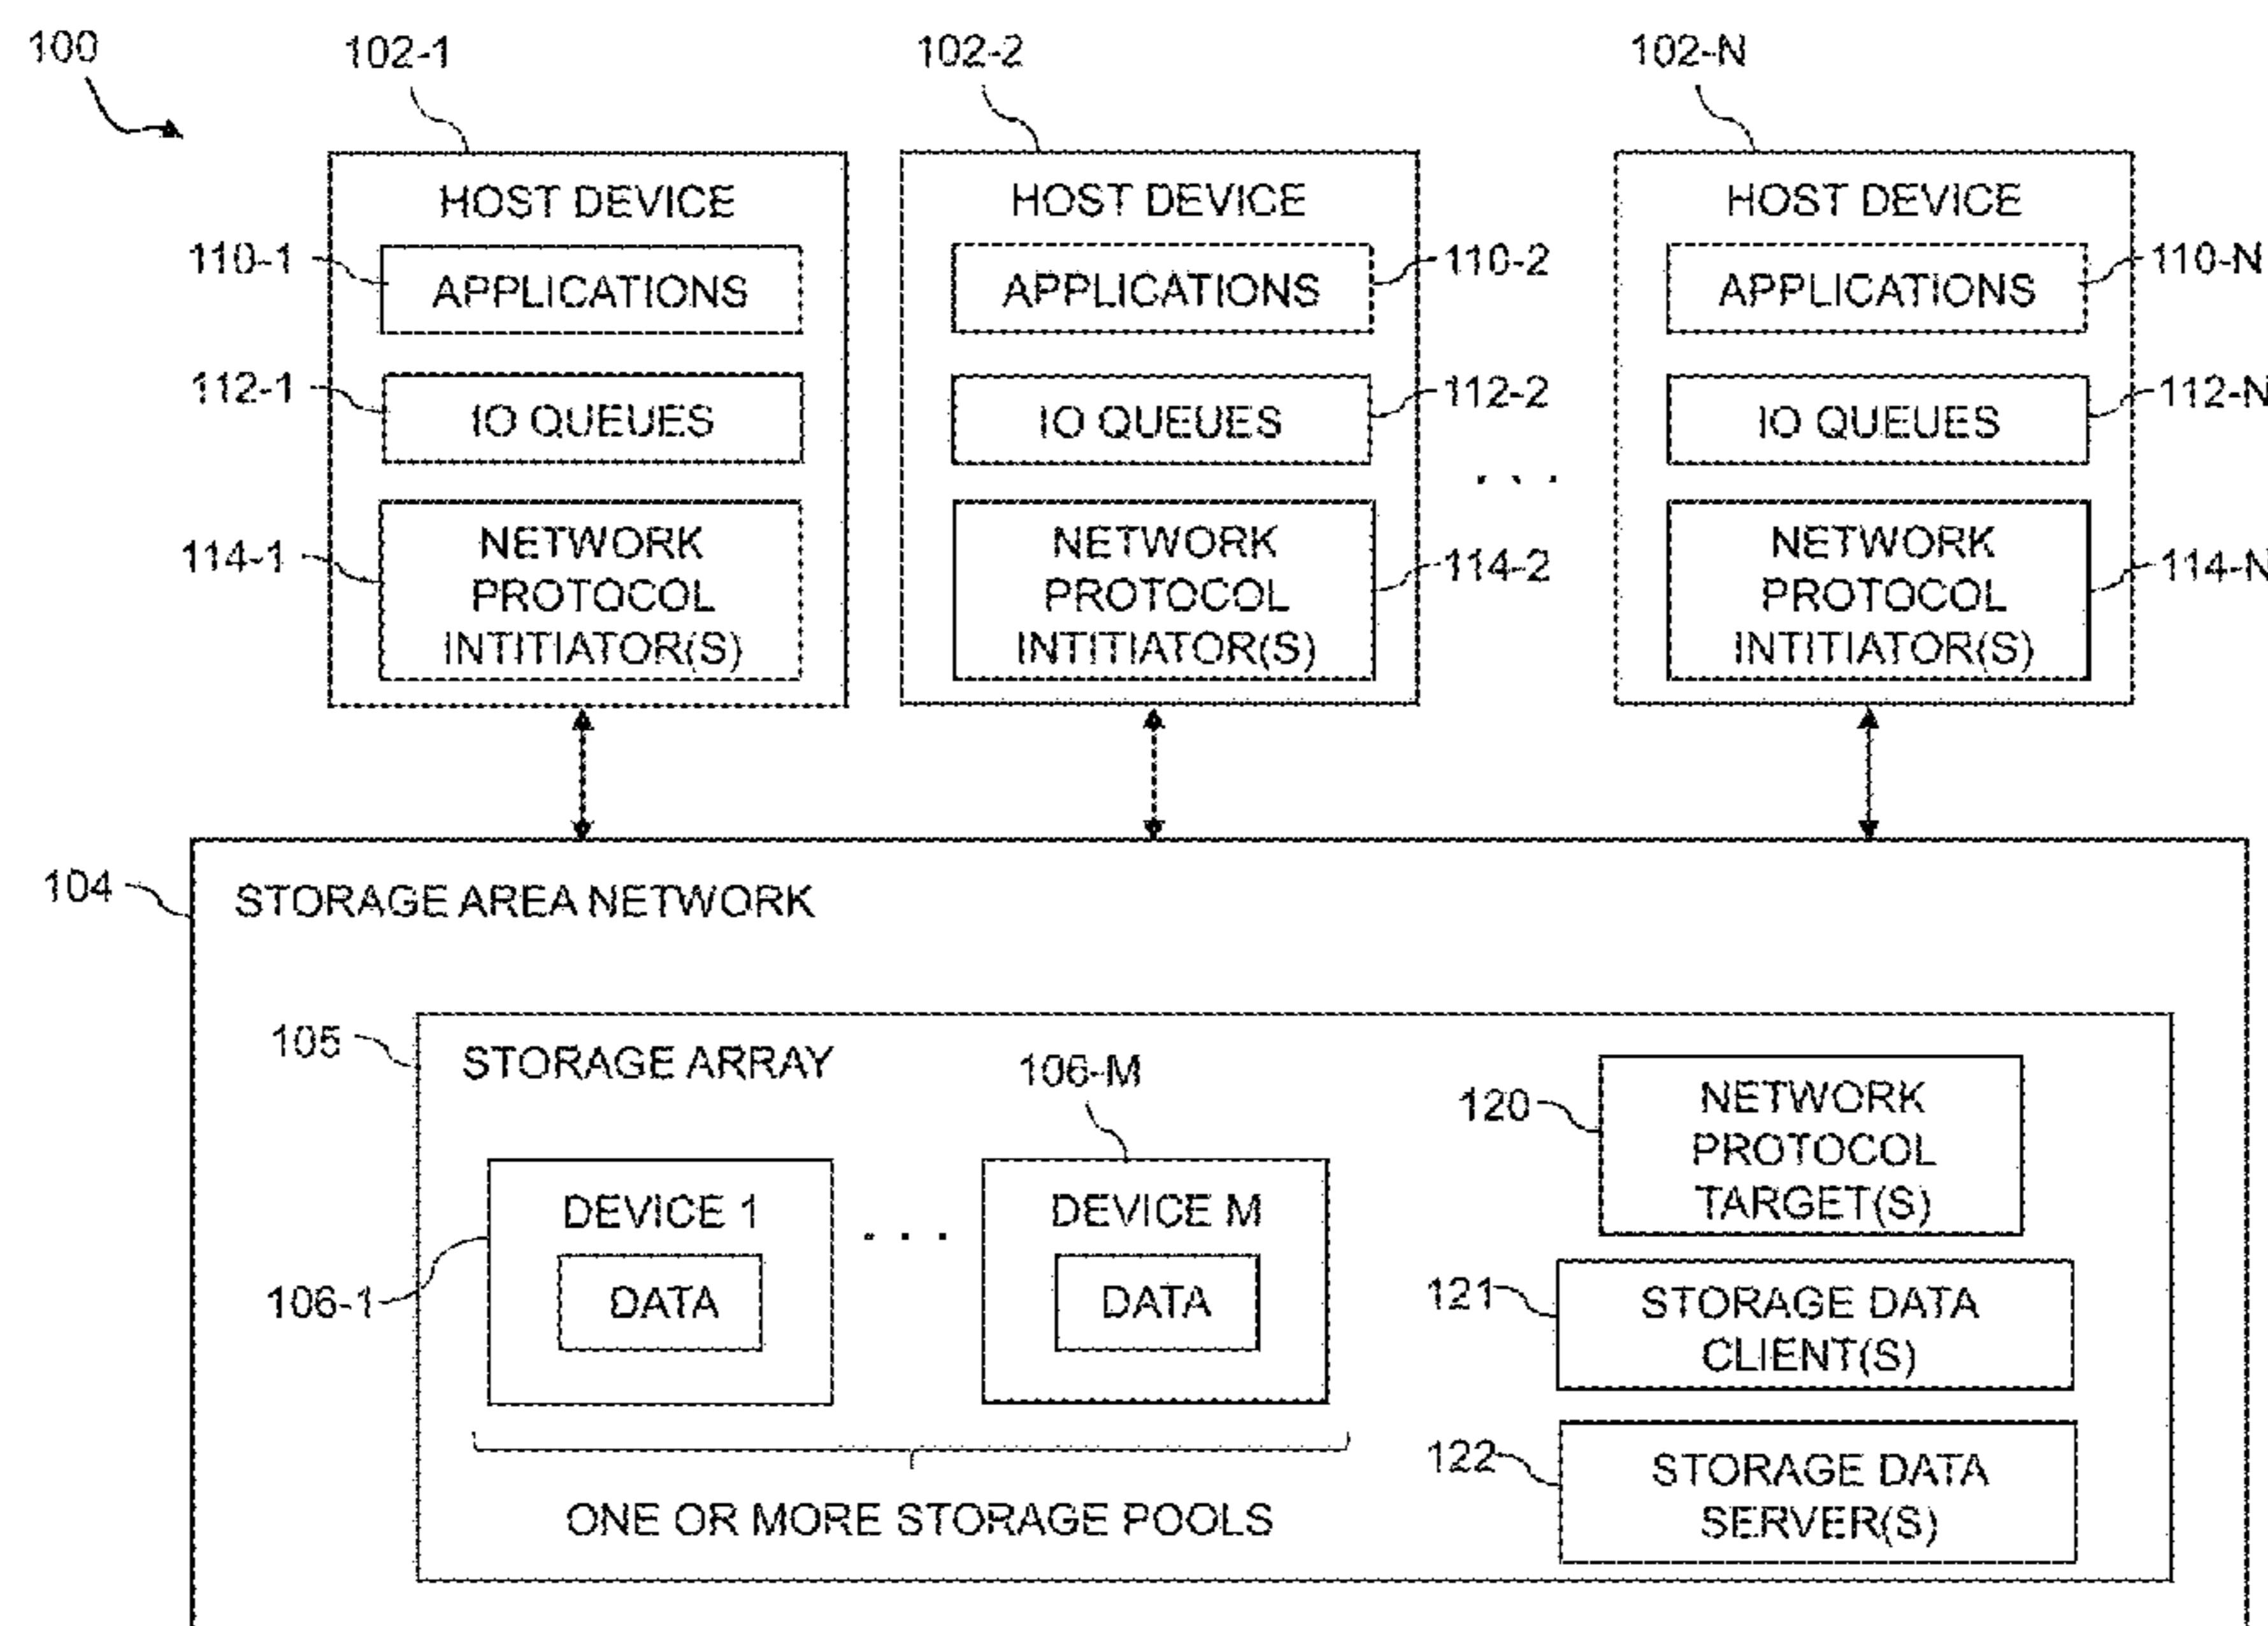 100
102-1
102-2
102-N
HOST DEVICE
HOST DEVICE
HOST DEVICE
110-1
APPLICATIONS
APPLICATIONS
110-2
APPLICATIONS
110-N
112-1
IO QUEUES
IO QUEUES
112-2
IO QUEUES
112-N
. . .
114-1
NETWORK
PROTOCOL
INTITIATOR(S)
NETWORK
PROTOCOL
INTITIATOR(S)
114-2
NETWORK
PROTOCOL
INTITIATOR(S)
114-N
104
STORAGE AREA NETWORK
105
STORAGE ARRAY
106-M
DEVICE 1
DATA
106-1
. . .
DEVICE M
DATA
ONE OR MORE STORAGE POOLS
120
NETWORK
PROTOCOL
TARGET(S)
121
STORAGE DATA
CLIENT(S)
122
STORAGE DATA
SERVER(S)